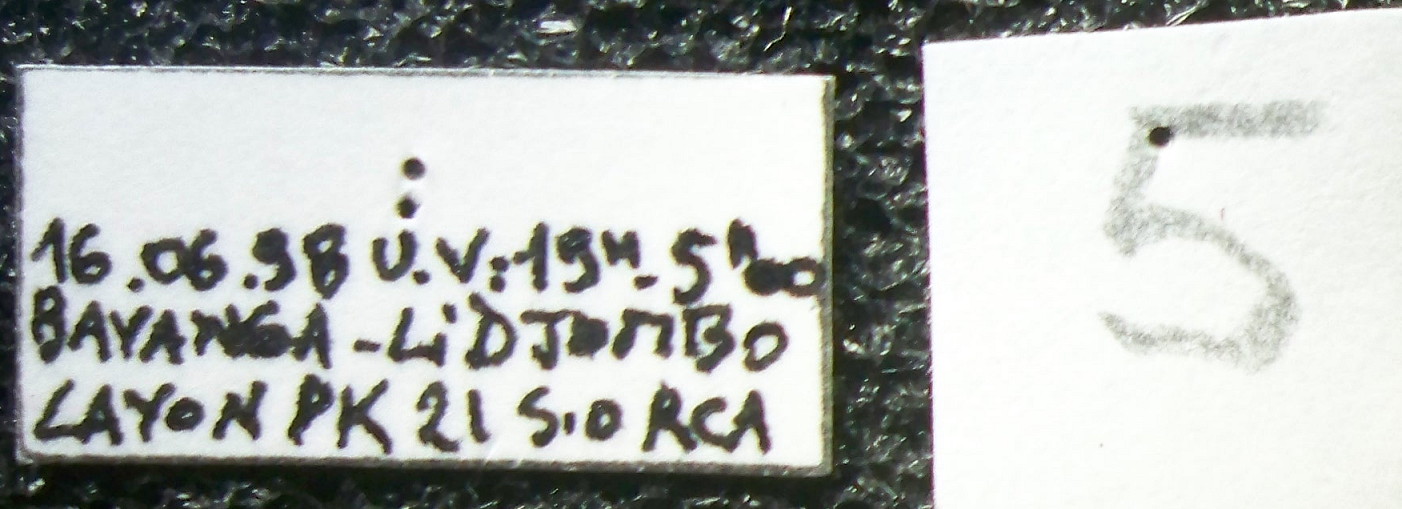 16.06.98 U.V:19H-5h00
BAYANGA-LiDJOMBO
LAYON PK 21 S.O RCA
5